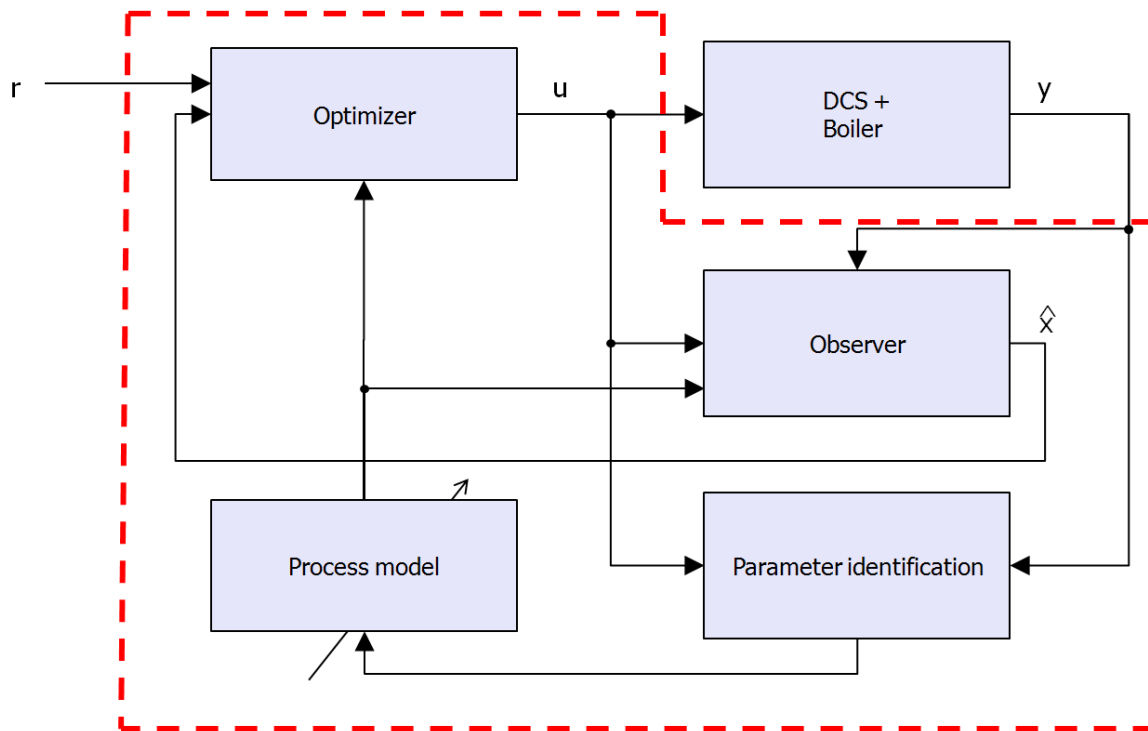 r
Optimizer
u
DCS +
Boiler
y
Observer
x̂
Process model
Parameter identification